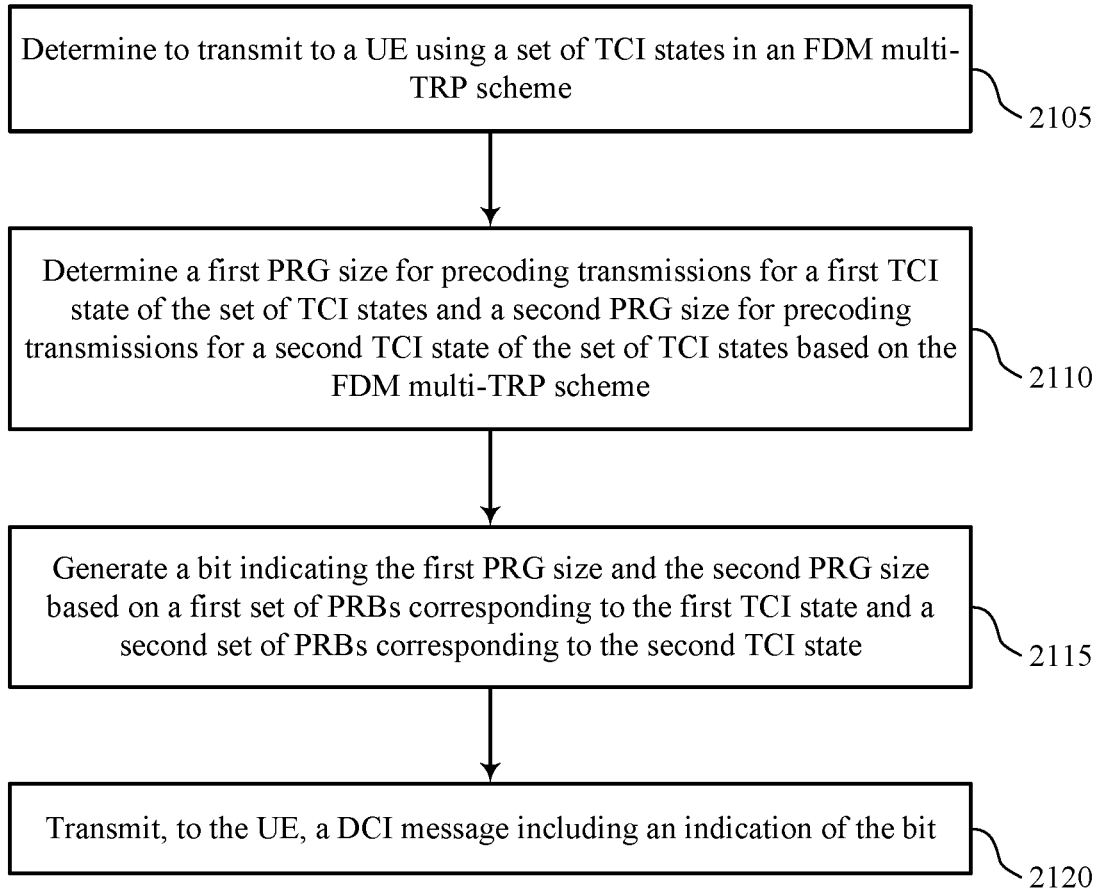 Determine to transmit to a UE using a set of TCI states in an FDM multi-
TRP scheme
2105
Determine a first PRG size for precoding transmissions for a first TCI
state of the set of TCI states and a second PRG size for precoding
transmissions for a second TCI state of the set of TCI states based on the
FDM multi-TRP scheme
2110
Generate a bit indicating the first PRG size and the second PRG size
based on a first set of PRBs corresponding to the first TCI state and a
second set of PRBs corresponding to the second TCI state
2115
Transmit, to the UE, a DCI message including an indication of the bit
2120